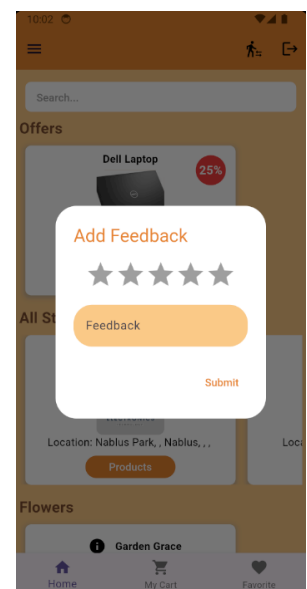 10:02
Search...
Offers
Dell Laptop
25%
Add Feedback
Feedback
Submit
All St
Location: Nablus Park, , Nablus, , ,
Loca
Products
Flowers
Garden Grace
Home
My Cart
Favorite